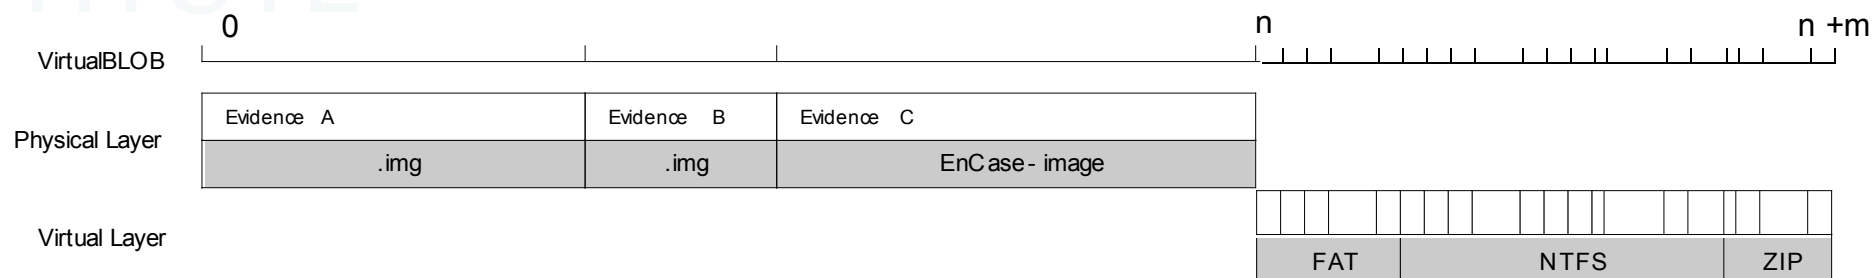 0 n n +m
VirtualBLOB
Evidence A Evidence B Evidence C
Physical Layer
.img .img EnCase - image
Virtual Layer
FAT NTFS ZIP